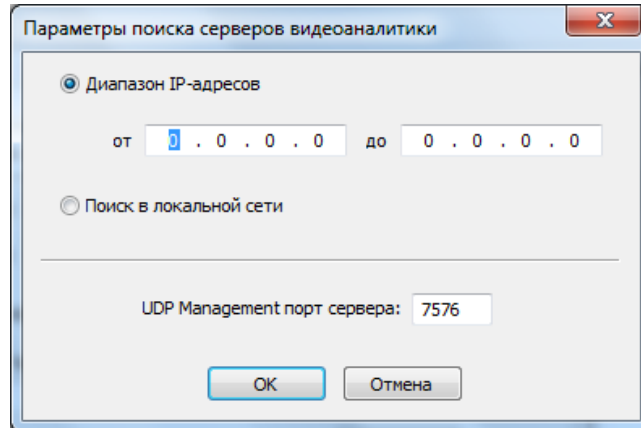 Параметры поиска серверов видеоаналитики
Диапазон IP-адресов
от 0 . 0 . 0 . 0 до 0 . 0 . 0 . 0
Поиск в локальной сети
UDP Management порт сервера: 7576
OK Отмена